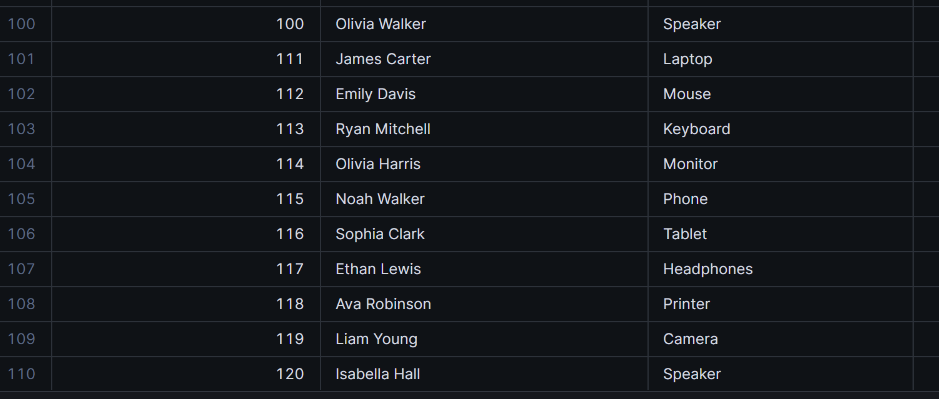 100 100 Olivia Walker Speaker
101 111 James Carter Laptop
102 112 Emily Davis Mouse
103 113 Ryan Mitchell Keyboard
104 114 Olivia Harris Monitor
105 115 Noah Walker Phone
106 116 Sophia Clark Tablet
107 117 Ethan Lewis Headphones
108 118 Ava Robinson Printer
109 119 Liam Young Camera
110 120 Isabella Hall Speaker